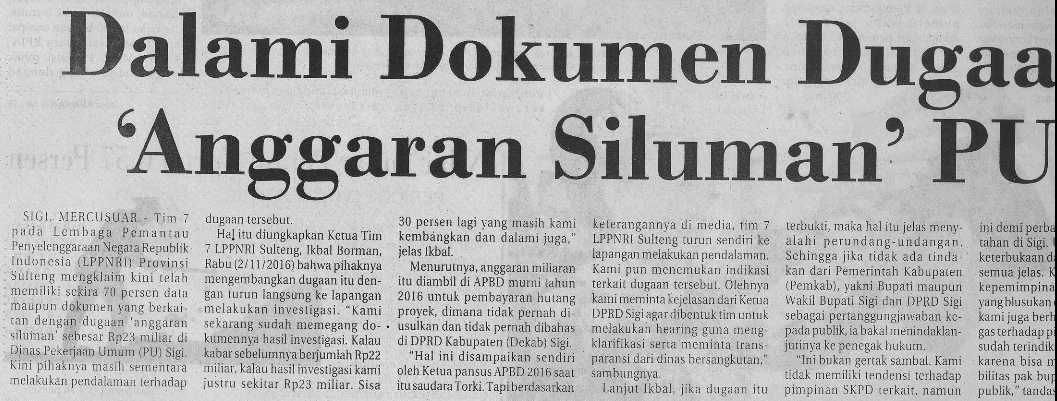 Dalami Dokumen Dugaa
'Anggaran Siluman' PU
SIGI, MERCUSUAR - Tim 7
pada Lembaga Pemantau
Penyelenggaraan Negara Republik
Indonesia (LPPNRI) Provinsi
Sulteng mengklaim kini telah
memiliki sekira 70 persen data
maupun dokumen yang berkai-
tan dengan dugaan 'anggaran
siluman' sebesar Rp23 miliar di
Dinas Pekerjaan Umum (PU) Sigi.
Kini pihaknya masih sementara
melakukan pendalaman terhadap
dugaan tersebut.
Hal itu diungkapkan Ketua Tim
7 LPPNRI Sulteng, Ikbal Borman,
Rabu (2/11/2016) bahwa pihaknya
mengembangkan dugaan itu den-
gan turun langsung ke lapangan
melakukan investigasi. "Kami
sekarang sudah memegang do-
kumennya hasil investigasi. Kalau
kabar sebelumnya berjumlah Rp22
miliar, kalau hasil investigasi kami
justru sekitar Rp23 miliar. Sisa
30 persen lagi yang masih kami
kembangkan dan dalami juga,"
jelas Ikbal.
Menurutnya, anggaran miliaran
itu diambil di APBD murni tahun
2016 untuk pembayaran hutang
proyek, dimana tidak pernah di-
usulkan dan tidak pernah dibahas
di DPRD Kabupaten (Dekab) Sigi.
"Hal ini disampaikan sendiri
oleh Ketua pansus APBD 2016 saat
itu saudara Torki. Tapi berdasarkan
keterangannya di media, tim 7
LPPNRI Sulteng turun sendiri ke
lapangan melakukan pendalaman.
Kami pun menemukan indikasi
terkait dugaan tersebut. Olehnya
kami meminta kejelasan dari Ketua
DPRD Sigi agar dibentuk tim untuk
melakukan hearing guna meng-
klarifikasi serta meminta trans-
paransi dari dinas bersangkutan,"
sambungnya.
Lanjut Ikbal, jika dugaan itu
terbukti, maka hal itu jelas meny-
alahi perundang-undangan.
Sehingga jika tidak ada tinda-
kan dari Pemerintah Kabupaten
(Pemkab), yakni Bupati maupun
Wakil Bupati Sigi dan DPRD Sigi
sebagai pertanggungjawaban ke-
pada publik, ia bakal menindaklan-
jutinya ke penegak hukum.
"Ini bukan gertak sambal. Kami
tidak memiliki tendensi terhadap
pimpinan SKPD terkait, namun
ini demi perba
tahan di Sigi.
keterbukaan da
semua jelas. K
kepemimpina
yang blusukan
kami juga berh
gas terhadap p
sudah terindik
karena bisa m
bilitas pak bup
publik," tandas